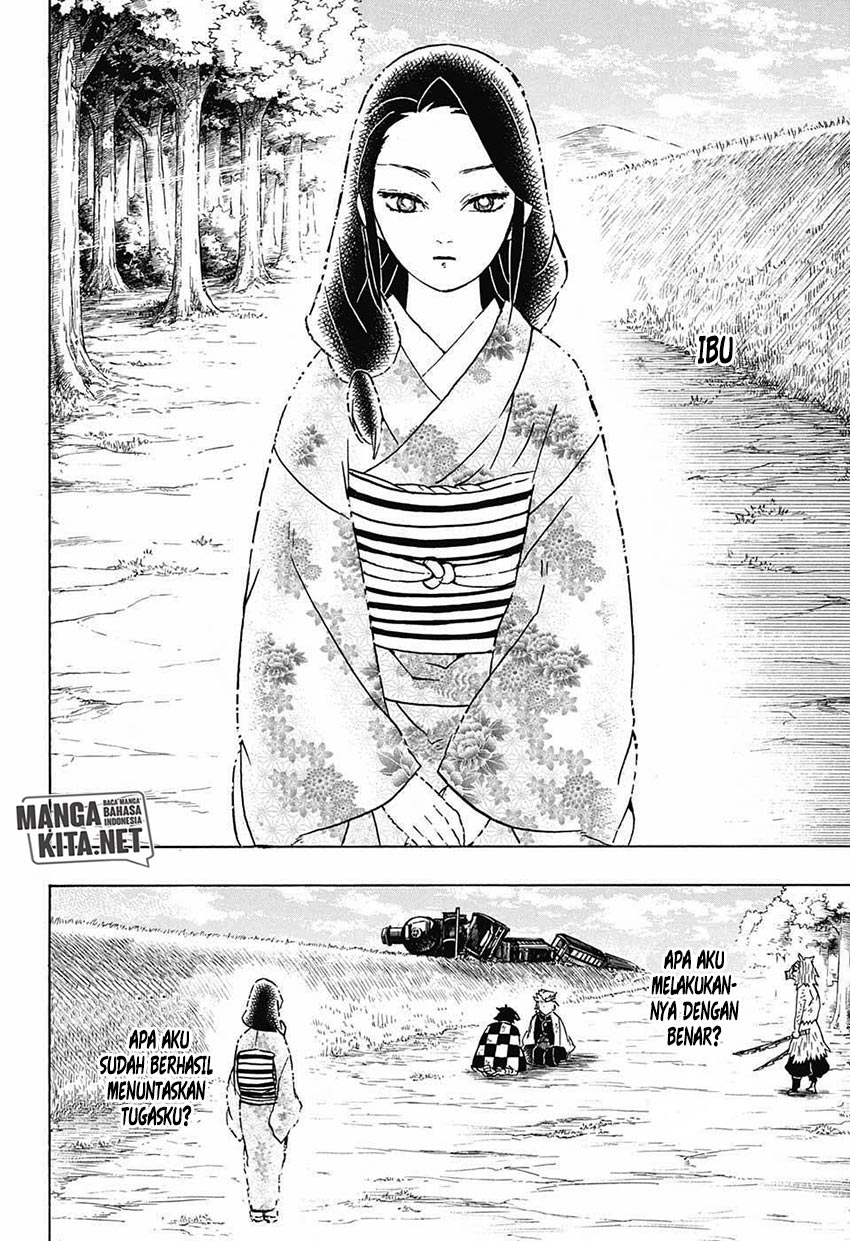 IBU
MANGA
KITA.NET
BACA MANGA
BAHASA
INDONESIA
APA AKU
MELAKUKAN-
NYA DENGAN
BENAR?
APA AKU
SUDAH BERHASIL
MENUNTASKAN
TUGASKU?